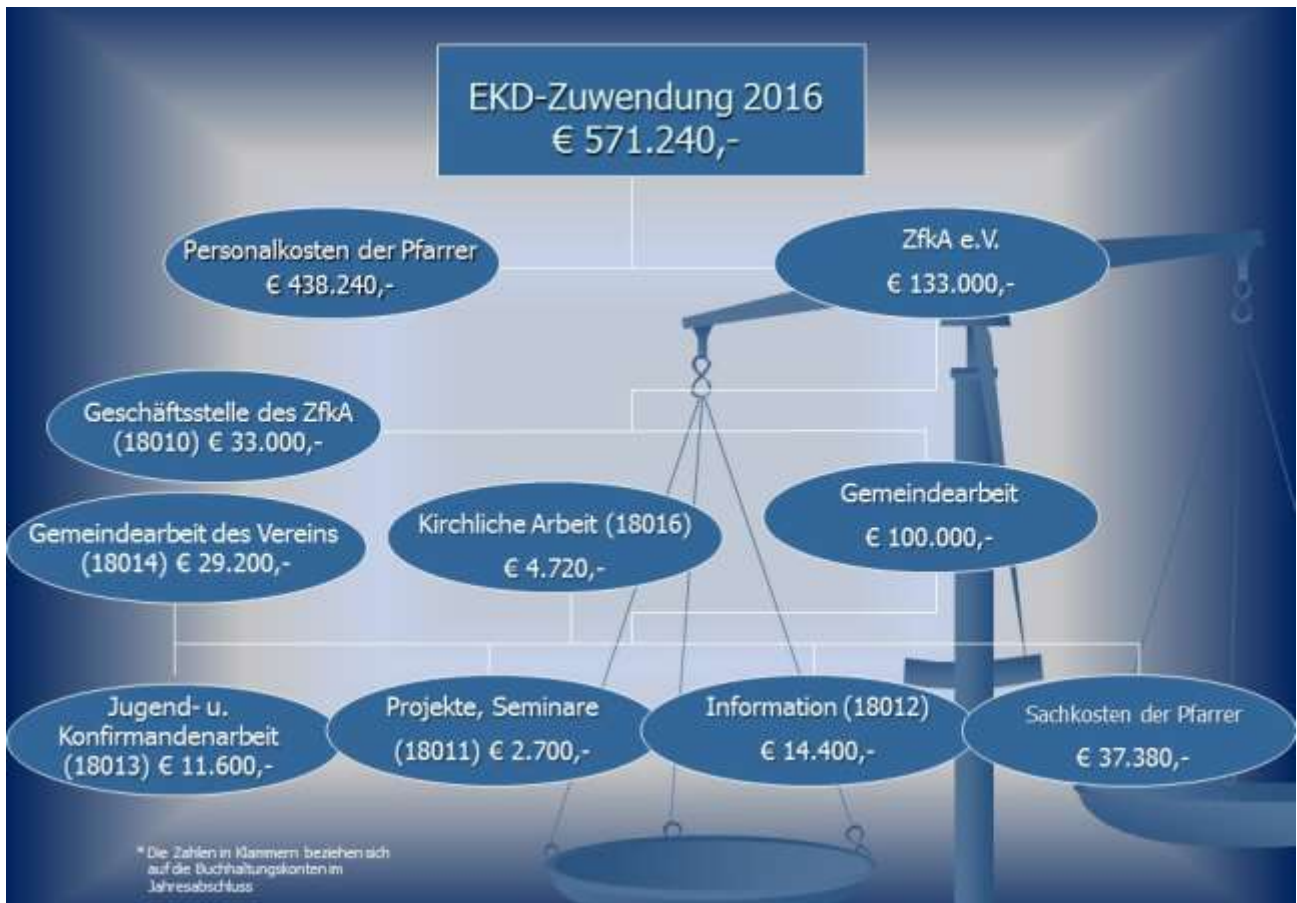 EKD-Zuwendung 2016
€ 571.240,-
Personalkosten der Pfarrer
€ 438.240,-
ZfkA e.V.
€ 133.000,-
Geschäftsstelle des ZfkA
(18010) € 33.000,-
Gemeindearbeit
€ 100.000,-
Gemeindearbeit des Vereins
(18014) € 29.200,-
Kirchliche Arbeit (18016)
€ 4.720,-
Jugend- u.
Konfirmandenarbeit
(18013) € 11.600,-
Projekte, Seminare
(18011) € 2.700,-
Information (18012)
€ 14.400,-
Sachkosten der Pfarrer
€ 37.380,-
* Die Zahlen in Klammern beziehen sich
auf die Buchhaltungskonten im
Jahresabschluss